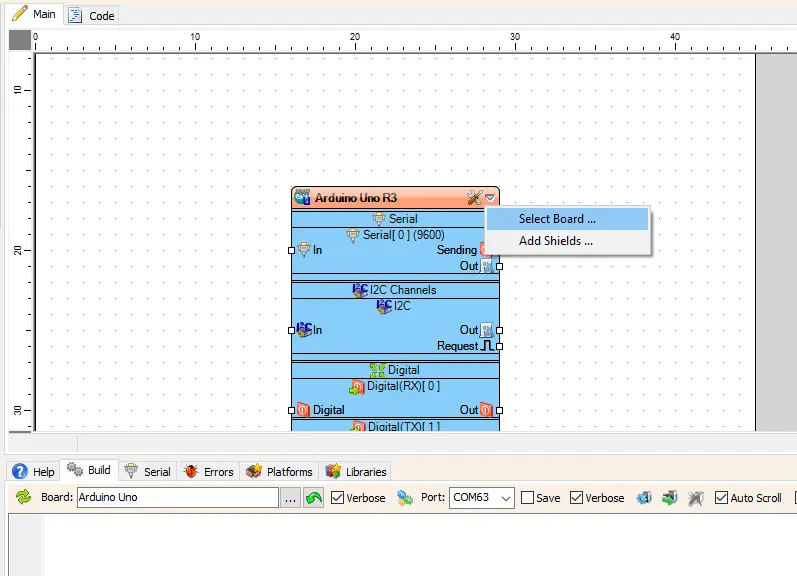 Main Code
0 10 20 30 40
10
20
30
Arduino Uno R3
Select Board ...
Add Shields ...
Serial
Serial[ 0 ] (9600)
In Sending
Out
I2C Channels
I2C
In Out
Request
Digital
Digital(RX)[ 0 ]
Digital Out
Digital(TX)[ 1 ]
Help Build Serial Errors Platforms Libraries
Board: Arduino Uno ... Verbose Port: COM63 Save Verbose Auto Scroll